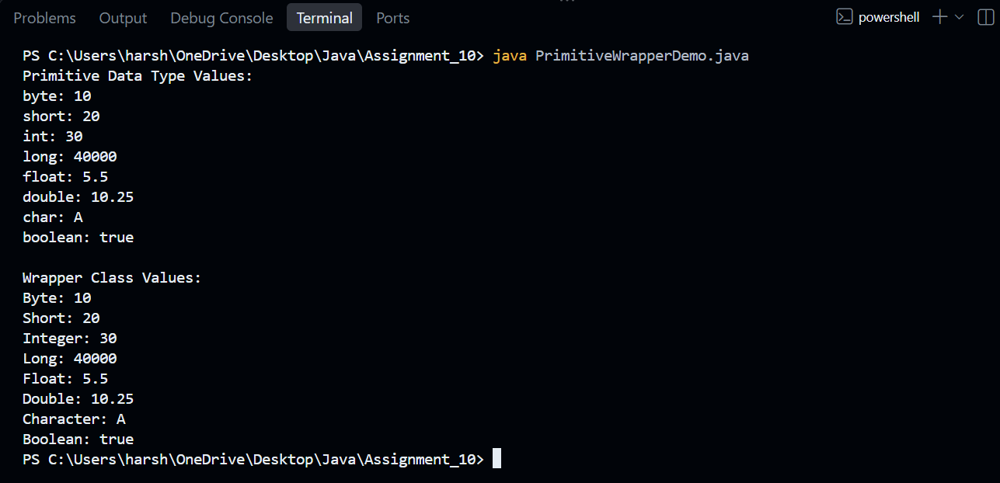 Problems Output Debug Console Terminal Ports powershell
PS C:\Users\harsh\OneDrive\Desktop\Java\Assignment_10> java PrimitiveWrapperDemo.java
Primitive Data Type Values:
byte: 10
short: 20
int: 30
long: 40000
float: 5.5
double: 10.25
char: A
boolean: true

Wrapper Class Values:
Byte: 10
Short: 20
Integer: 30
Long: 40000
Float: 5.5
Double: 10.25
Character: A
Boolean: true
PS C:\Users\harsh\OneDrive\Desktop\Java\Assignment_10>